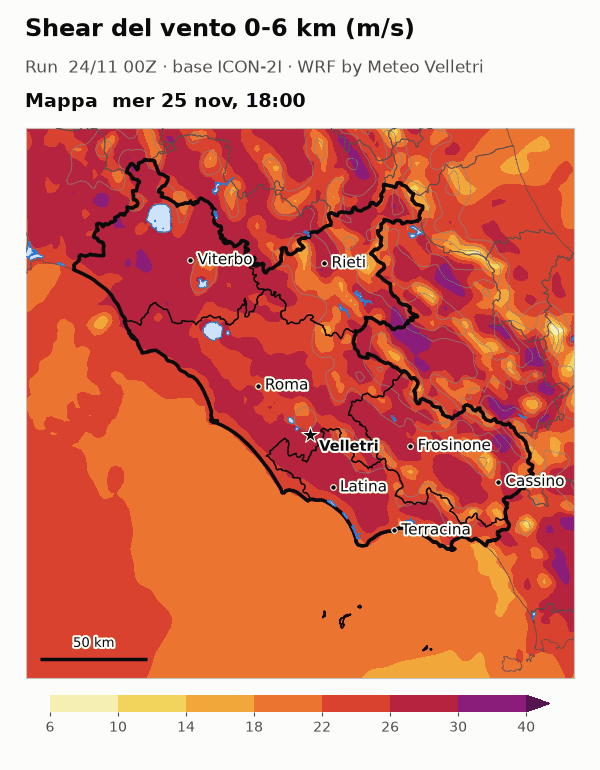 Shear del vento 0-6 km (m/s)
Run  24/11 00Z · base ICON-2I · WRF by Meteo Velletri
Mappa  mer 25 nov, 18:00
Viterbo
Rieti
Roma
Velletri
Frosinone
Cassino
Latina
Terracina
50 km
6 10 14 18 22 26 30 40